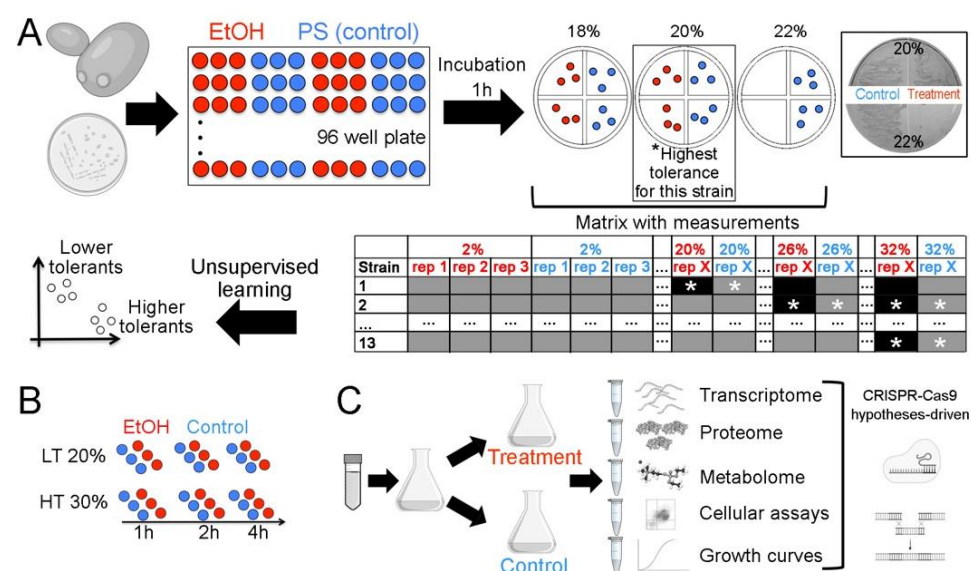 A
EtOH PS (control)
96 well plate
Incubation
1h
18% 20% 22%
*Highest
tolerance
for this strain
20%
Control Treatment
22%
Matrix with measurements
2% 2% ... 20% 20% ... 26% 26% ... 32% 32%
Strain rep 1 rep 2 rep 3 rep 1 rep 2 rep 3 ... rep X rep X ... rep X rep X ... rep X rep X
1 ... * * ... ...
2 ... ... * * ... * *
... ... ... ... ... ... ... ... ... ... ... ... ... ... ... ...
13 ... ... ... * *
Lower
tolerants
Higher
tolerants
Unsupervised
learning
B
EtOH Control
LT 20%
HT 30%
1h 2h 4h
C
Treatment
Control
Transcriptome
Proteome
Metabolome
Cellular assays
Growth curves
CRISPR-Cas9
hypotheses-driven